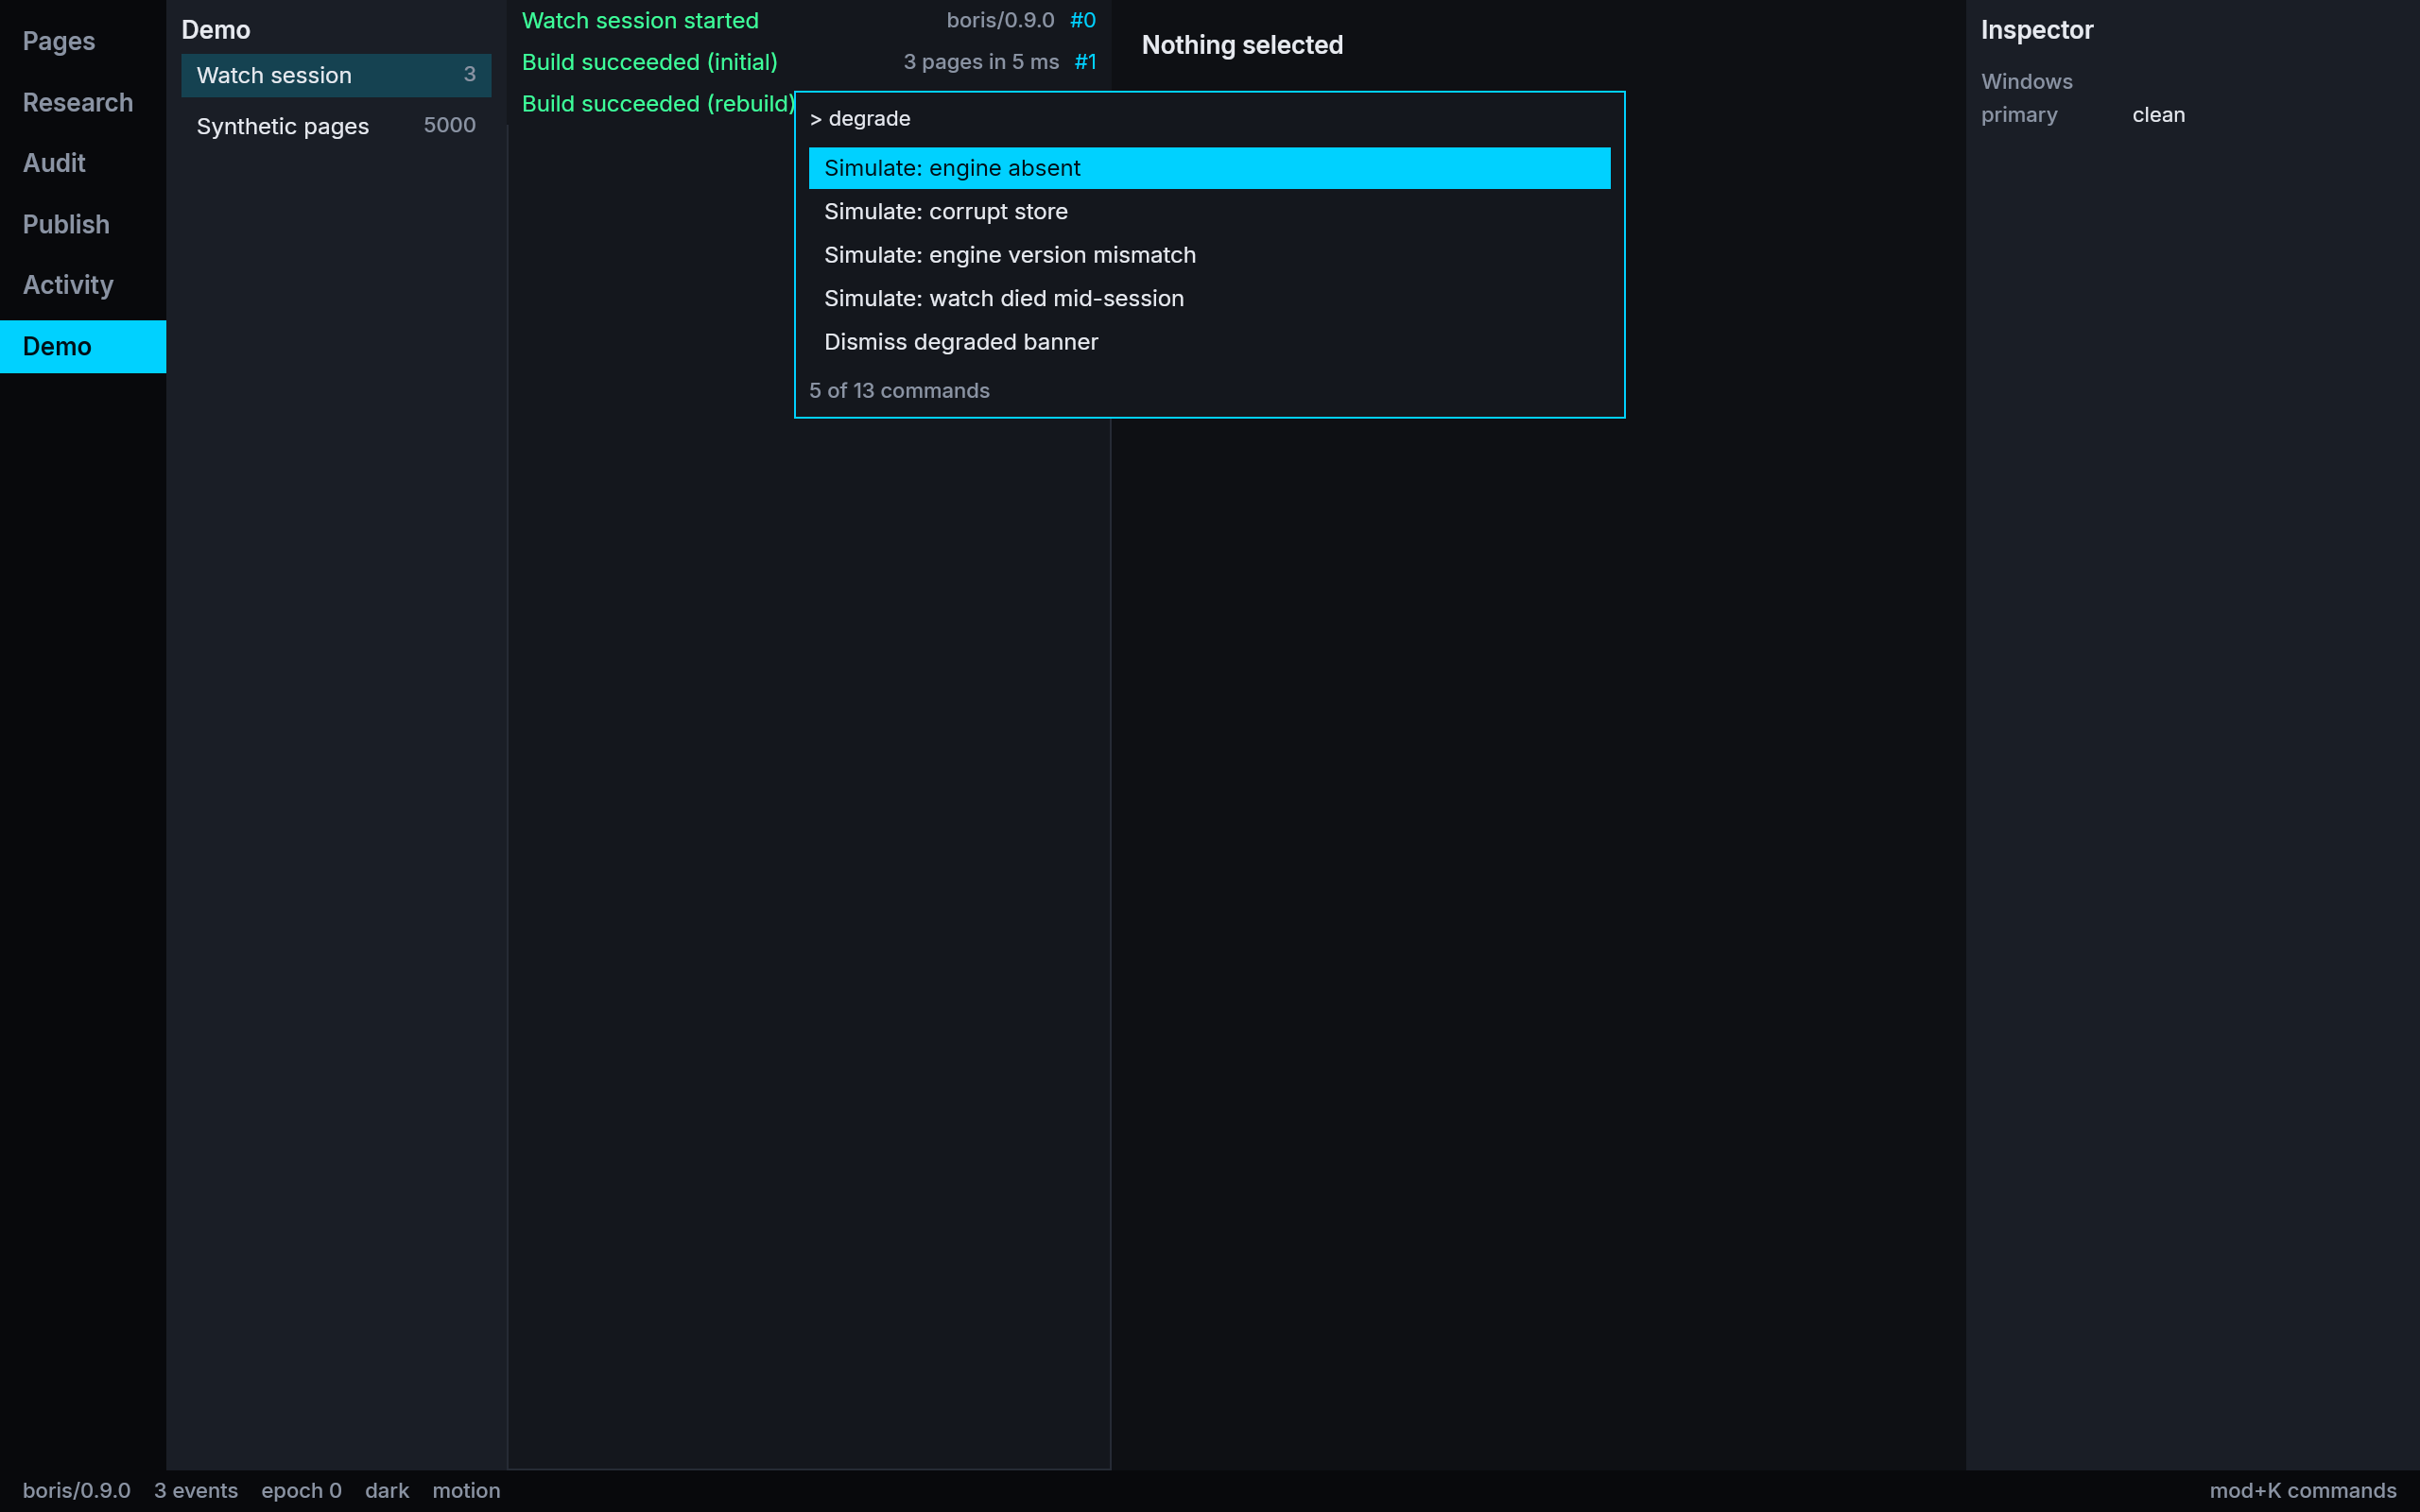 Pages
Research
Audit
Publish
Activity
Demo
Demo
Watch session 3
Synthetic pages 5000
Watch session started boris/0.9.0 #0
Build succeeded (initial) 3 pages in 5 ms #1
Build succeeded (rebuild)
> degrade
Simulate: engine absent
Simulate: corrupt store
Simulate: engine version mismatch
Simulate: watch died mid-session
Dismiss degraded banner
5 of 13 commands
Nothing selected
Inspector
Windows
primary clean
boris/0.9.0 3 events epoch 0 dark motion mod+K commands